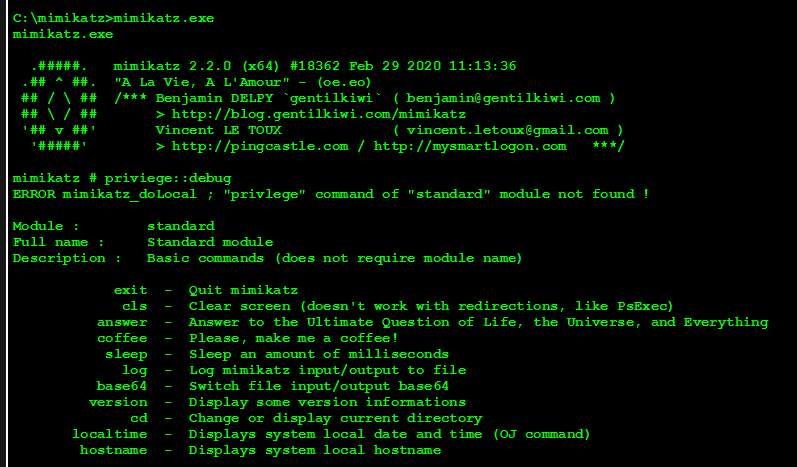 C:\mimikatz>mimikatz.exe
mimikatz.exe
.#####.   mimikatz 2.2.0 (x64) #18362 Feb 29 2020 11:13:36
.## ^ ##.  "A La Vie, A L'Amour" - (oe.eo)
## / \ ##  /*** Benjamin DELPY `gentilkiwi` ( benjamin@gentilkiwi.com )
## \ / ##       > http://blog.gentilkiwi.com/mimikatz
'## v ##'       Vincent LE TOUX             ( vincent.letoux@gmail.com )
'#####'        > http://pingcastle.com / http://mysmartlogon.com   ***/
mimikatz # priviege::debug
ERROR mimikatz_doLocal ; "privlege" command of "standard" module not found !
Module :        standard
Full name :     Standard module
Description :   Basic commands (does not require module name)
exit  -  Quit mimikatz
cls  -  Clear screen (doesn't work with redirections, like PsExec)
answer  -  Answer to the Ultimate Question of Life, the Universe, and Everything
coffee  -  Please, make me a coffee!
sleep  -  Sleep an amount of milliseconds
log  -  Log mimikatz input/output to file
base64  -  Switch file input/output base64
version  -  Display some version informations
cd  -  Change or display current directory
localtime  -  Displays system local date and time (OJ command)
hostname  -  Displays system local hostname